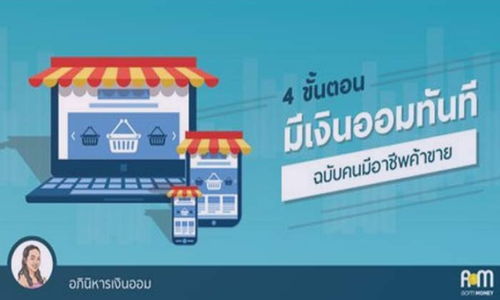 4 ขั้นตอน
มีเงินออมทันที
ฉบับคนมีอาชีพค้าขาย
อภินิหารเงินออม
AOM
aomMONEY